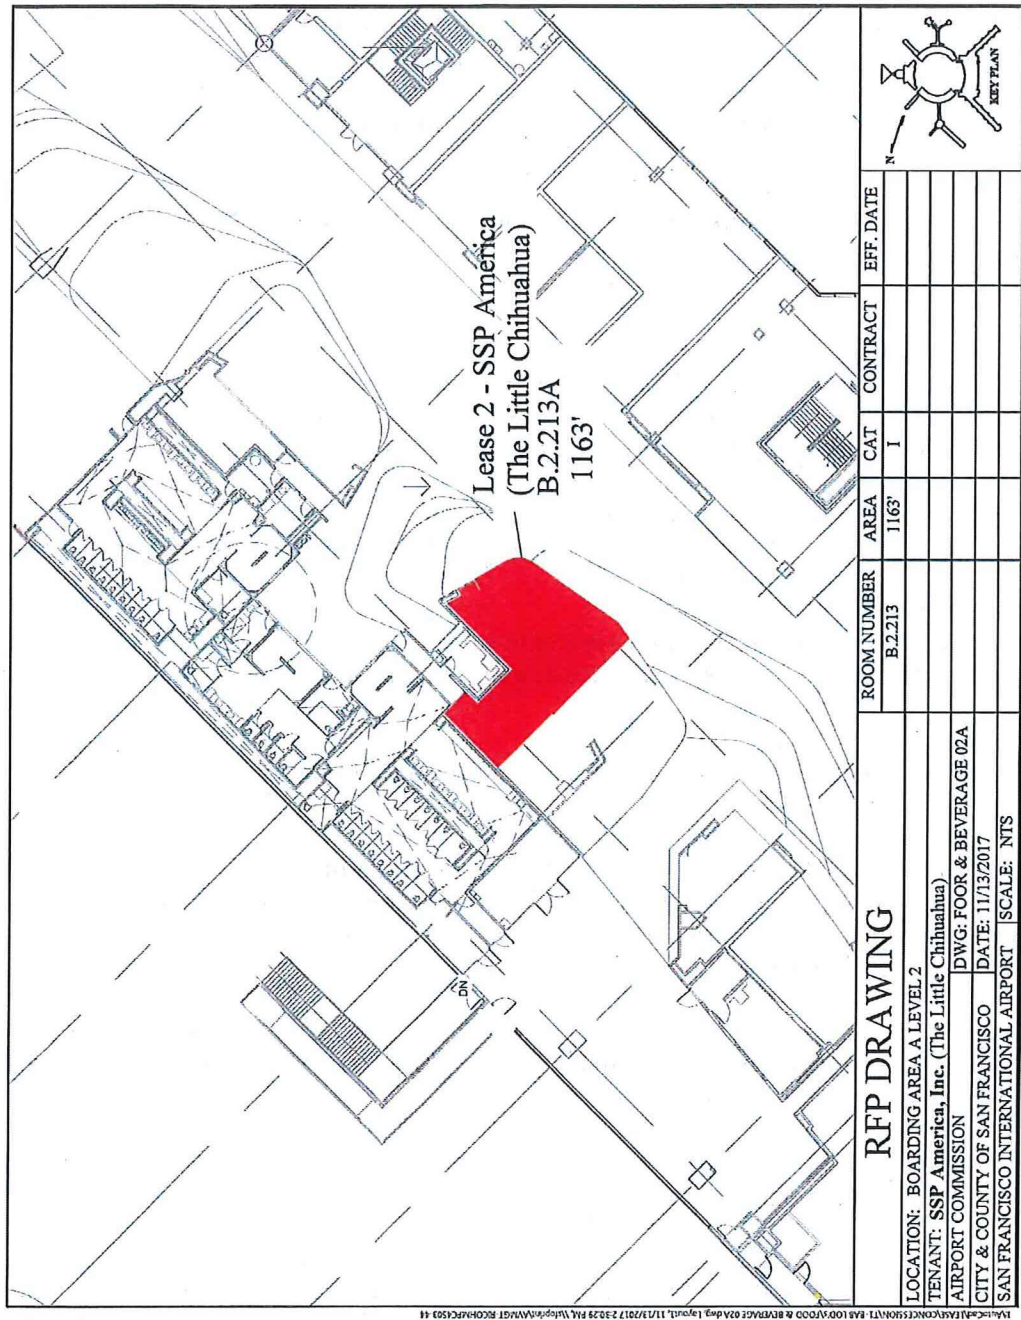 Lease 2 - SSP America
(The Little Chihuahua)
B.2.213A
1163'
RFP DRAWING
LOCATION: BOARDING AREA A LEVEL 2
TENANT: SSP America, Inc. (The Little Chihuahua)
AIRPORT COMMISSION
DWG: FOOR & BEVERAGE 02A
CITY & COUNTY OF SAN FRANCISCO
DATE: 11/13/2017
SAN FRANCISCO INTERNATIONAL AIRPORT
SCALE: NTS
ROOM NUMBER AREA CAT CONTRACT EFF. DATE
B.2.213 1163' I
N
KEY PLAN
DN